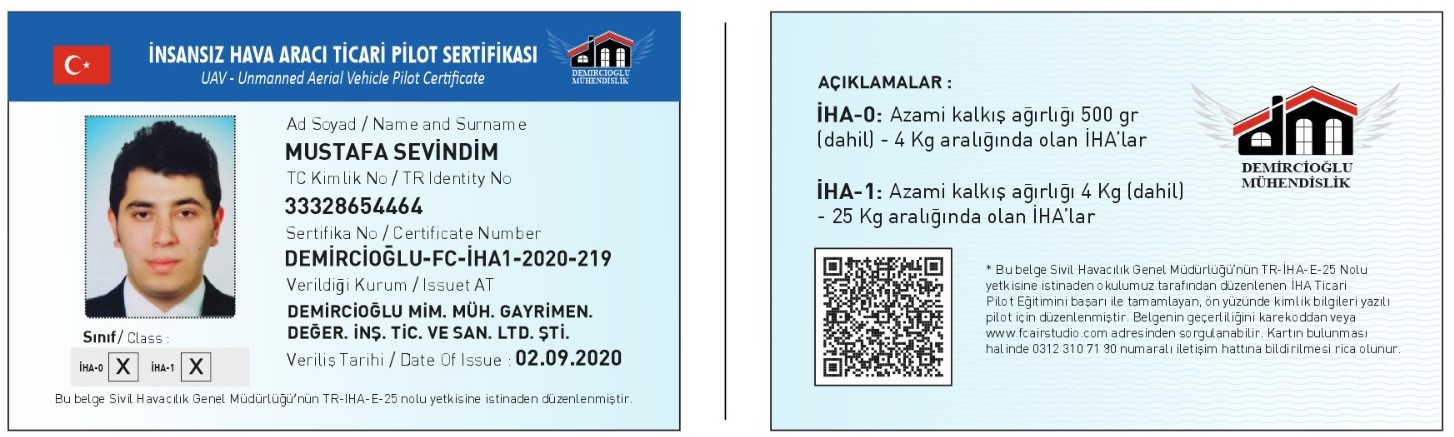 İNSANSIZ HAVA ARACI TİCARİ PİLOT SERTİFİKASI
UAV - Unmanned Aerial Vehicle Pilot Certificate
DEMİRCİOĞLU
MÜHENDİSLİK
Ad Soyad / Name and Surname
MUSTAFA SEVİNDİM
TC Kimlik No / TR Identity No
33328654464
Sertifika No / Certificate Number
DEMİRCİOĞLU-FC-İHA1-2020-219
Verildiği Kurum / Issuet AT
DEMİRCİOĞLU MİM. MÜH. GAYRİMEN.
DEĞER. İNŞ. TİC. VE SAN. LTD. ŞTİ.
Veriliş Tarihi / Date Of Issue : 02.09.2020
Sınıf/ Class :
İHA-0 X İHA-1 X
Bu belge Sivil Havacılık Genel Müdürlüğü'nün TR-IHA-E-25 nolu yetkisine istinaden düzenlenmiştir.
AÇIKLAMALAR :
İHA-0: Azami kalkış ağırlığı 500 gr
(dahil) - 4 Kg aralığında olan İHA'lar
İHA-1: Azami kalkış ağırlığı 4 Kg (dahil)
- 25 Kg aralığında olan İHA'lar
DEMİRCİOĞLU
MÜHENDİSLİK
* Bu belge Sivil Havacılık Genel Müdürlüğü'nün TR-İHA-E-25 Nolu
yetkisine istinaden okulumuz tarafından düzenlenen İHA Ticari
Pilot Eğitimini başarı ile tamamlayan, ön yüzünde kimlik bilgileri yazılı
pilot için düzenlenmiştir. Belgenin geçerliliğini karekoddan veya
www.fcairstudio.com adresinden sorgulanabilir. Kartın bulunması
halinde 0312 310 71 80 numaralı iletişim hattına bildirilmesi rica olunur.